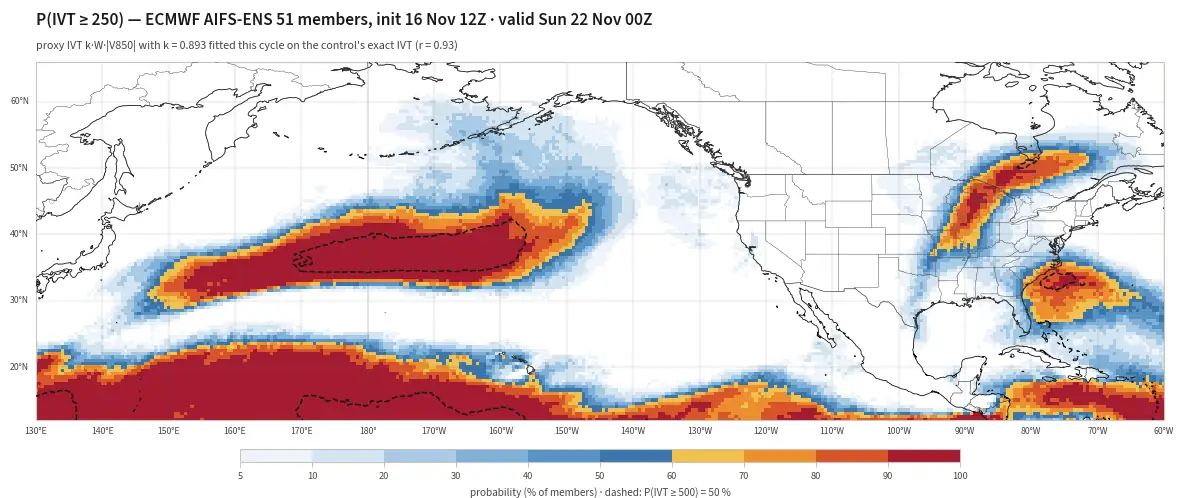 P(IVT ≥ 250) — ECMWF AIFS-ENS 51 members, init 16 Nov 12Z · valid Sun 22 Nov 00Z
proxy IVT k·W·|V850| with k = 0.893 fitted this cycle on the control's exact IVT (r = 0.93)
60°N
50°N
40°N
30°N
20°N
130°E 140°E 150°E 160°E 170°E 180° 170°W 160°W 150°W 140°W 130°W 120°W 110°W 100°W 90°W 80°W 70°W 60°W
5 10 20 30 40 50 60 70 80 90 100
probability (% of members) · dashed: P(IVT ≥ 500) = 50 %